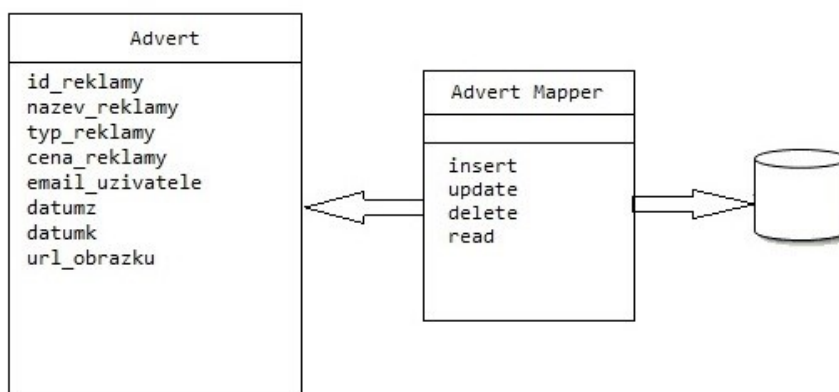 Advert
id_reklamy
nazev_reklamy
typ_reklamy
cena_reklamy
email_uzivatele
datumz
datumk
url_obrazku
Advert Mapper
insert
update
delete
read